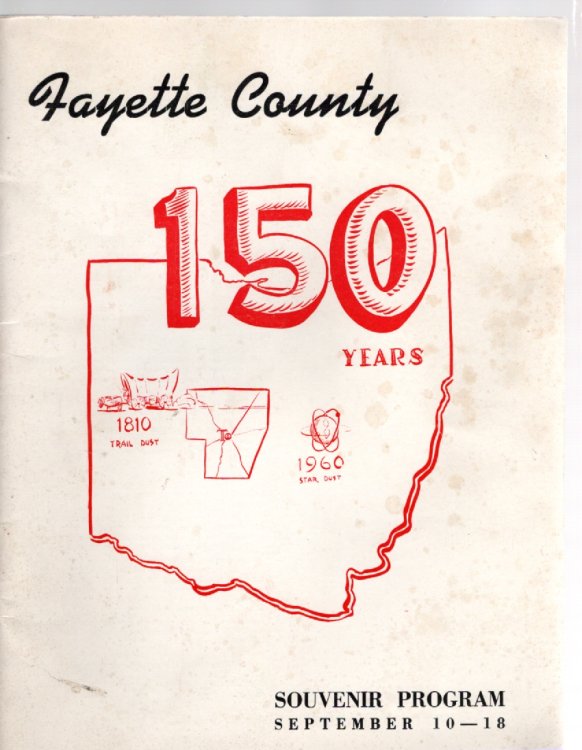 Fayette County
150
YEARS
1810
TRAIL DUST
1960
STAR DUST
SOUVENIR PROGRAM
SEPTEMBER 10—18